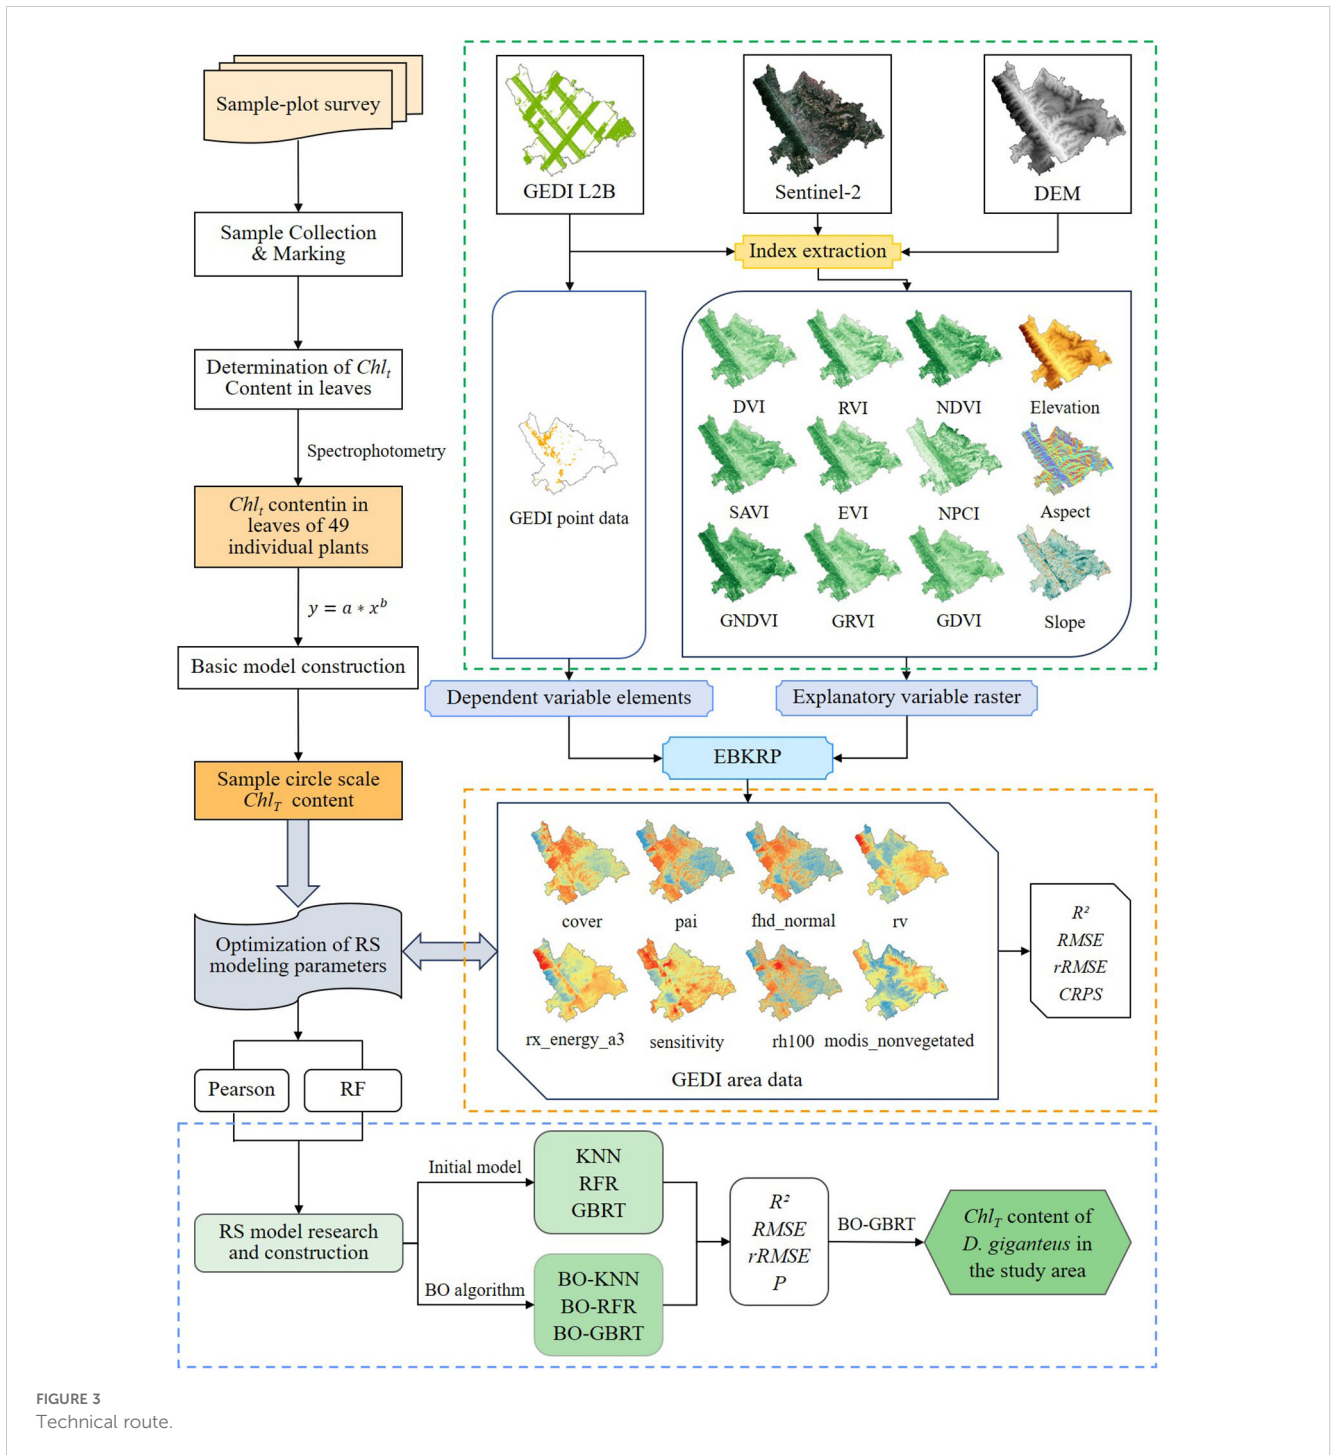 Sample-plot survey
Sample Collection
& Marking
Determination of Chlₜ
Content in leaves
Spectrophotometry
Chlₜ contentin in
leaves of 49
individual plants
y = a ∗ xᵇ
Basic model construction
Sample circle scale
Chl_T content
Optimization of RS
modeling parameters
Pearson
RF
GEDI L2B
Sentinel-2
DEM
Index extraction
GEDI point data
DVI
RVI
NDVI
Elevation
SAVI
EVI
NPCI
Aspect
GNDVI
GRVI
GDVI
Slope
Dependent variable elements
Explanatory variable raster
EBKRP
cover
pai
fhd_normal
rv
rx_energy_a3
sensitivity
rh100
modis_nonvegetated
GEDI area data
R²
RMSE
rRMSE
CRPS
RS model research
and construction
Initial model
BO algorithm
KNN
RFR
GBRT
BO-KNN
BO-RFR
BO-GBRT
R²
RMSE
rRMSE
P
BO-GBRT
Chl_T content of
D. giganteus in
the study area
FIGURE 3
Technical route.